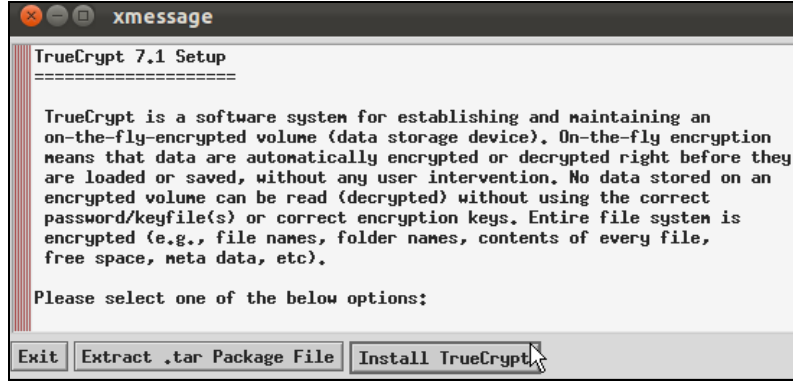 xmessage
TrueCrypt 7.1 Setup
====================
TrueCrypt is a software system for establishing and maintaining an
on-the-fly-encrypted volume (data storage device). On-the-fly encryption
means that data are automatically encrypted or decrypted right before they
are loaded or saved, without any user intervention. No data stored on an
encrypted volume can be read (decrypted) without using the correct
password/keyfile(s) or correct encryption keys. Entire file system is
encrypted (e.g., file names, folder names, contents of every file,
free space, meta data, etc).
Please select one of the below options:
Exit Extract .tar Package File Install TrueCrypt